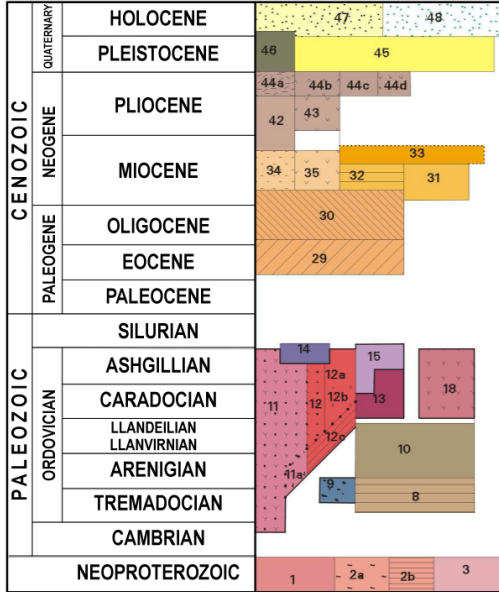 CENOZOIC
QUATERNARY
HOLOCENE
47
48
PLEISTOCENE
46
45
NEOGENE
PLIOCENE
44a
44b
44c
44d
42
43
MIOCENE
33
34
35
32
31
PALEOGENE
OLIGOCENE
30
EOCENE
29
PALEOCENE
PALEOZOIC
SILURIAN
14
ORDOVICIAN
ASHGILLIAN
12a
15
CARADOCIAN
11
12
12b
13
18
LLANDEILIAN
LLANVIRNIAN
12c
10
ARENIGIAN
11a
9
8
TREMADOCIAN
CAMBRIAN
NEOPROTEROZOIC
1
2a
2b
3